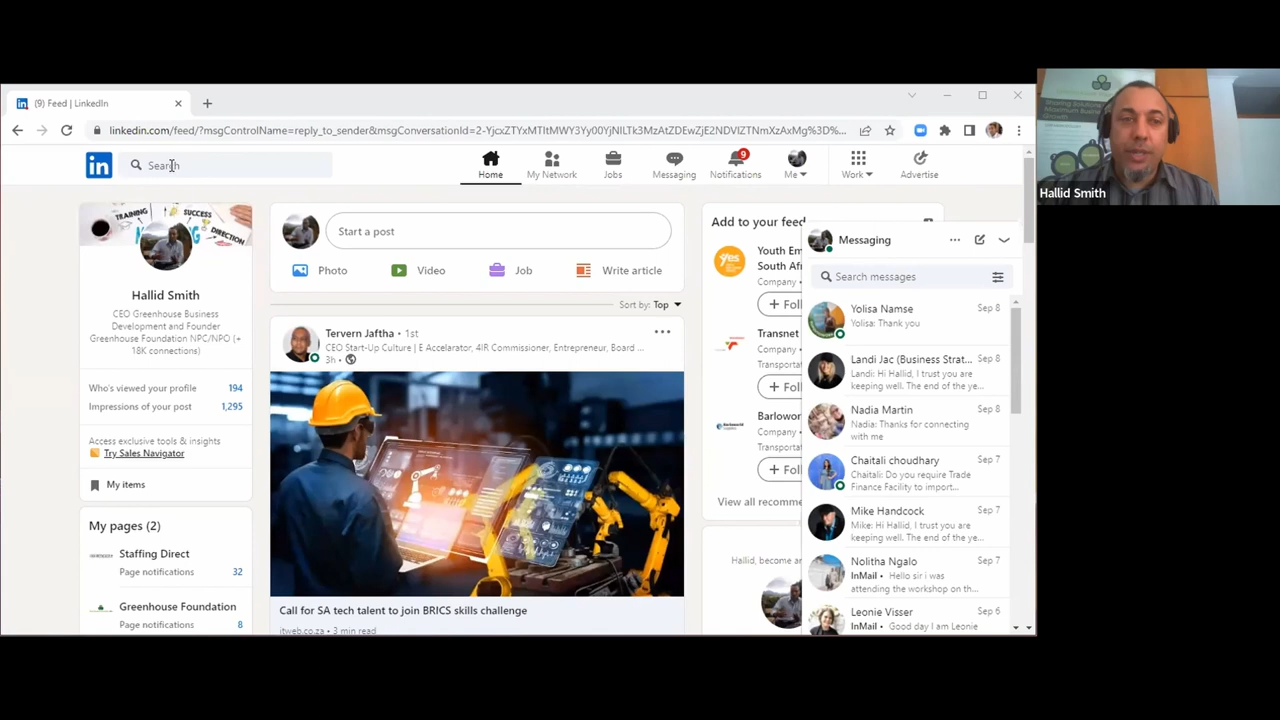 (9) Feed | LinkedIn
linkedin.com/feed/?msgControlName=reply_to_sender&msgConversationId=2-YjcxZTYxMTItMWY3Yy00YjNlLTk3MzAtZDEwZjE2NDVlZTNmXzAxMg%3D%...
in
Search
Home
My Network
Jobs
Messaging
9
Notifications
Me
Work
Advertise
TRAINING
SUCCESS
DIRECTION
Hallid Smith
CEO Greenhouse Business
Development and Founder
Greenhouse Foundation NPC/NPO (+
18K connections)
Who's viewed your profile 194
Impressions of your post 1,295
Access exclusive tools & insights
Try Sales Navigator
My items
My pages (2)
Staffing Direct
Page notifications 32
Greenhouse Foundation
Page notifications 8
Start a post
Photo
Video
Job
Write article
Sort by: Top
Tervern Jaftha • 1st
CEO Start-Up Culture | E Accelarator, 4IR Commissioner, Entrepreneur, Board ...
3h •
Call for SA tech talent to join BRICS skills challenge
itweb.co.za • 3 min read
Add to your feed
yes
Youth Em
South Afri
Company
+ Foll
Transnet
Company
Transporta
+ Foll
Barlowor
Company
Transporta
+ Foll
View all recomme
Hallid, become an
Messaging
Search messages
Yolisa Namse Sep 8
Yolisa: Thank you
Landi Jac (Business Strat... Sep 8
Landi: Hi Hallid, I trust you are
keeping well. The end of the ye...
Nadia Martin Sep 8
Nadia: Thanks for connecting
with me
Chaitali choudhary Sep 7
Chaitali: Do you require Trade
Finance Facility to import...
Mike Handcock Sep 7
Mike: Hi Hallid, I trust you are
keeping well. The end of the ye...
Nolitha Ngalo Sep 7
InMail • Hello sir i was
attending the workshop on th...
Leonie Visser Sep 6
InMail • Good day I am Leonie
Hallid Smith